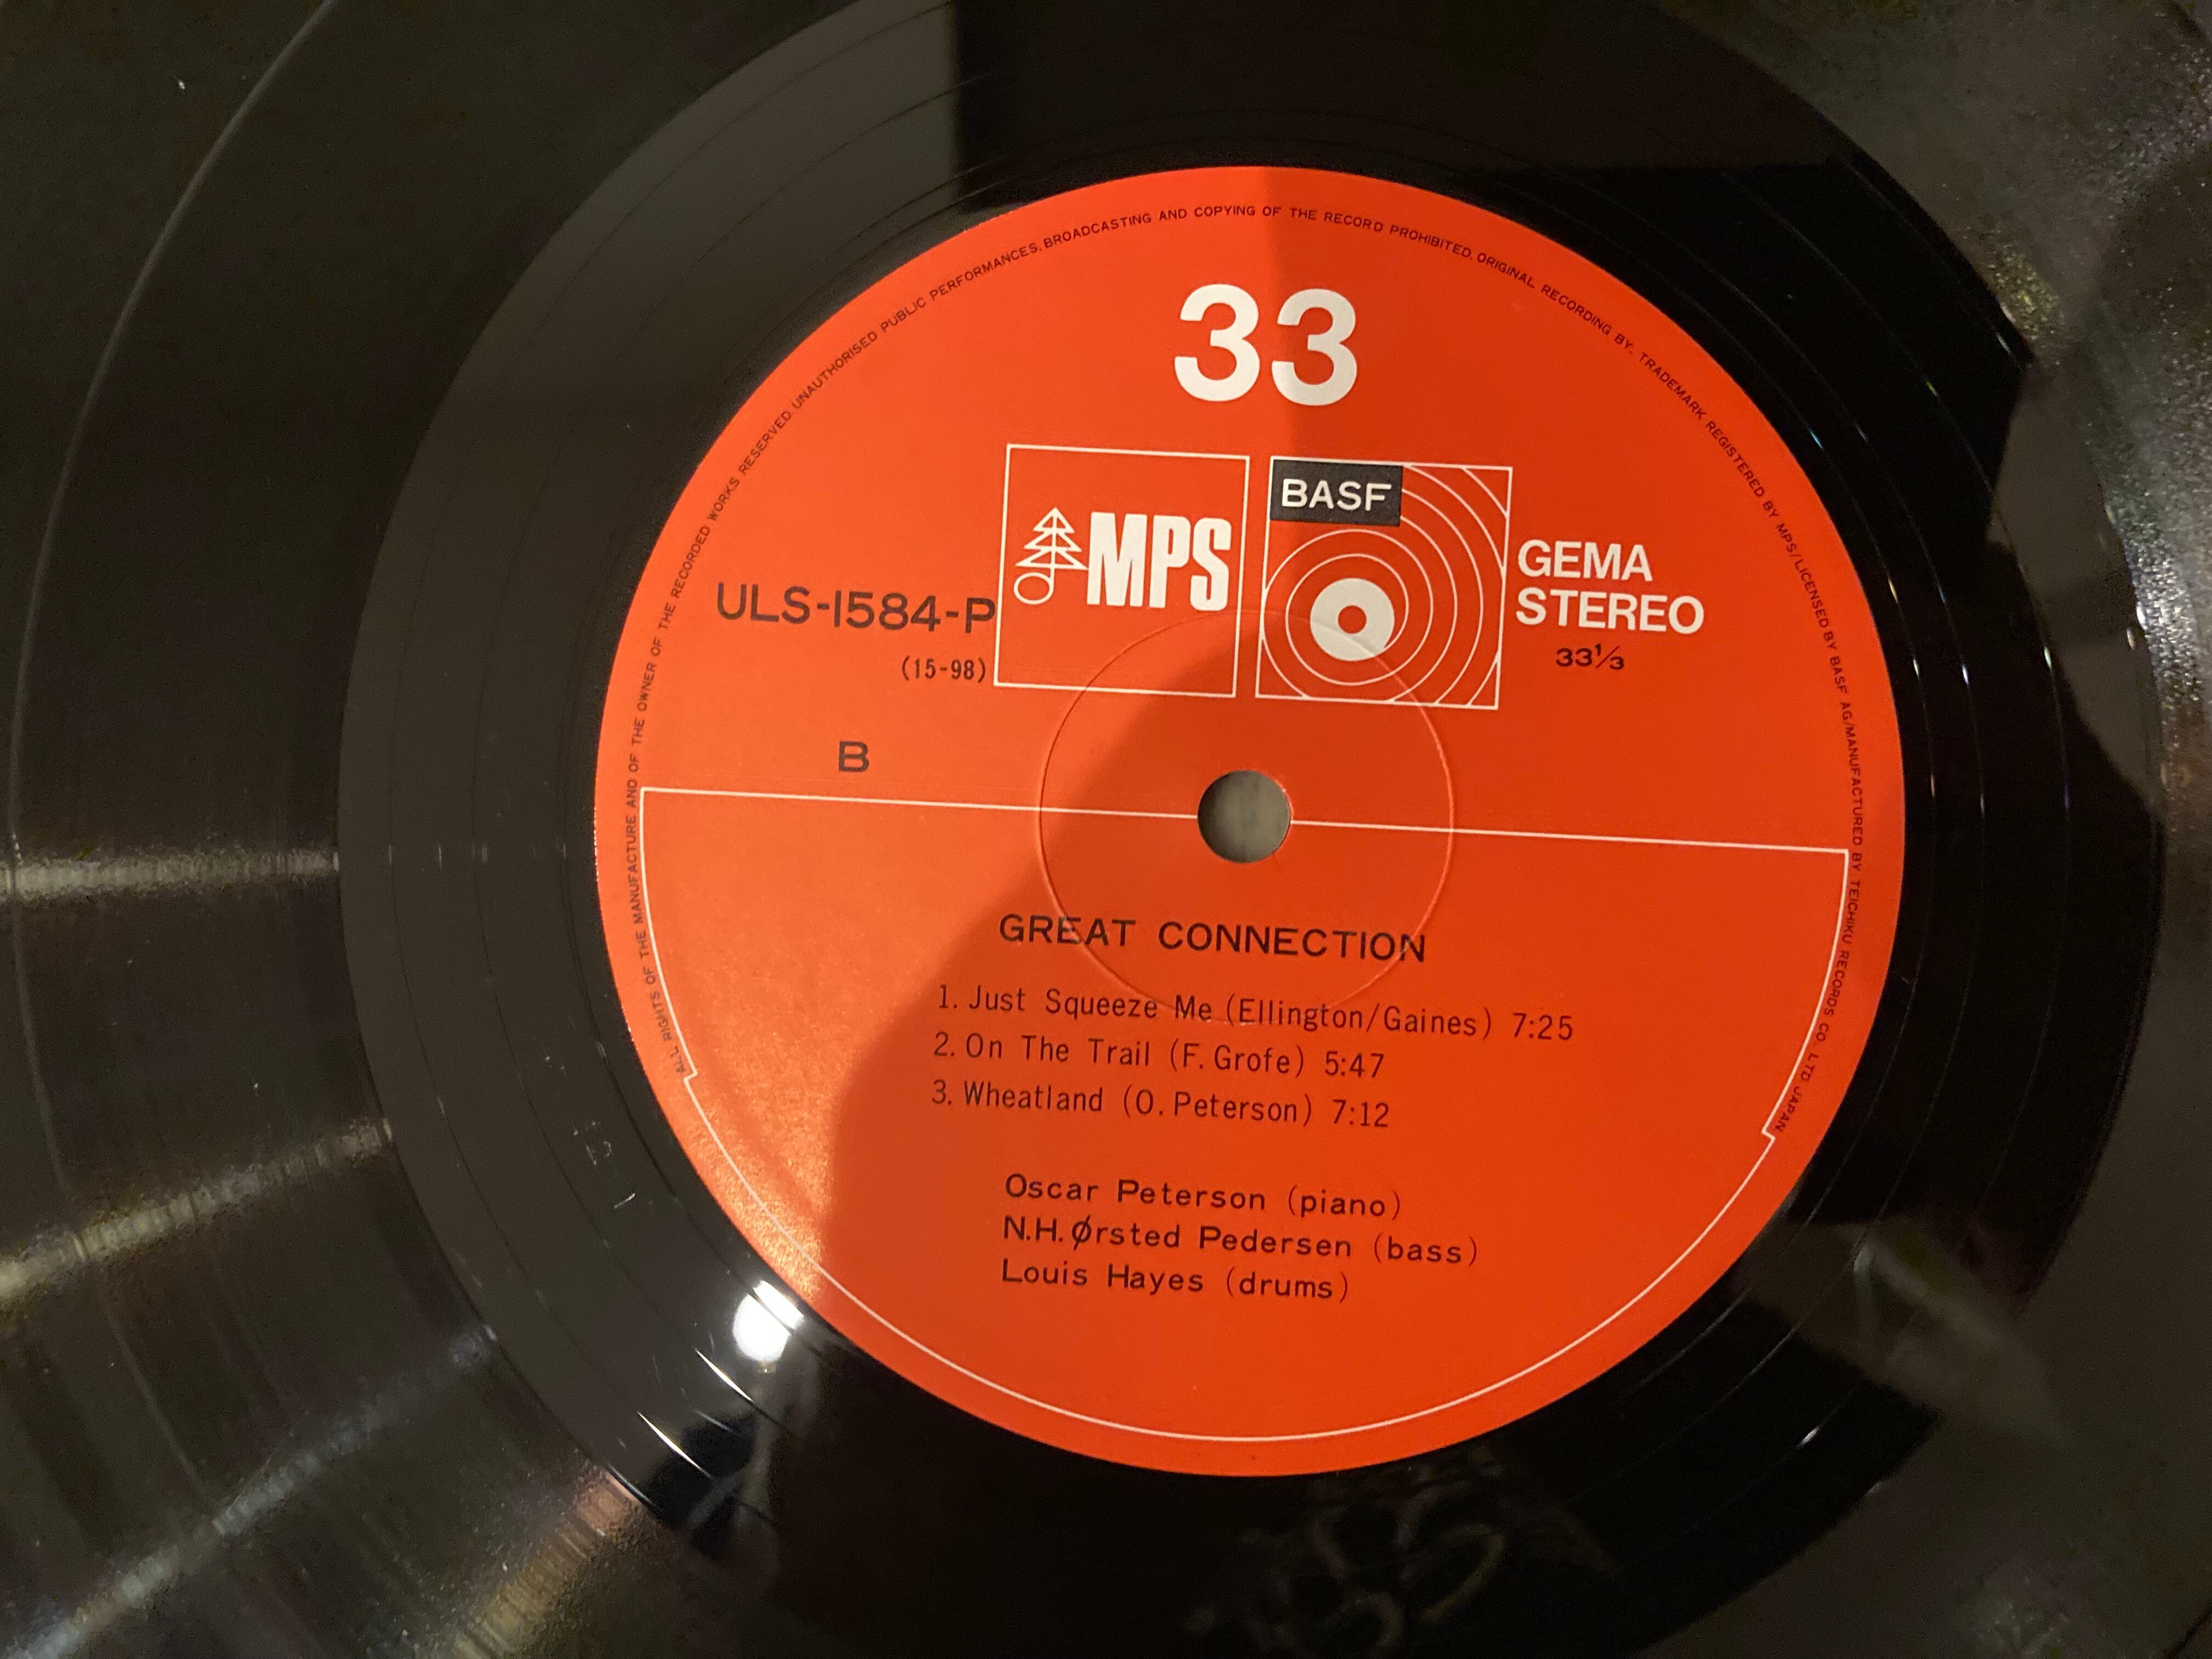 ALL RIGHTS OF THE MANUFACTURE AND OF THE OWNER OF THE RECORDED WORKS RESERVED. UNAUTHORISED PUBLIC PERFORMANCES, BROADCASTING AND COPYING OF THE RECORD PROHIBITED. ORIGINAL RECORDING BY. TRADEMARK REGISTERED BY MPS/LICENSED BY BASF AG/MANUFACTURED BY TEICHIKU RECORDS CO. LTD. JAPAN
33
MPS
BASF
GEMA
STEREO
33⅓
ULS-1584-P
(15-98)
B
GREAT CONNECTION
1. Just Squeeze Me (Ellington/Gaines) 7:25
2. On The Trail (F. Grofe) 5:47
3. Wheatland (O. Peterson) 7:12
Oscar Peterson (piano)
N.H. Ørsted Pedersen (bass)
Louis Hayes (drums)